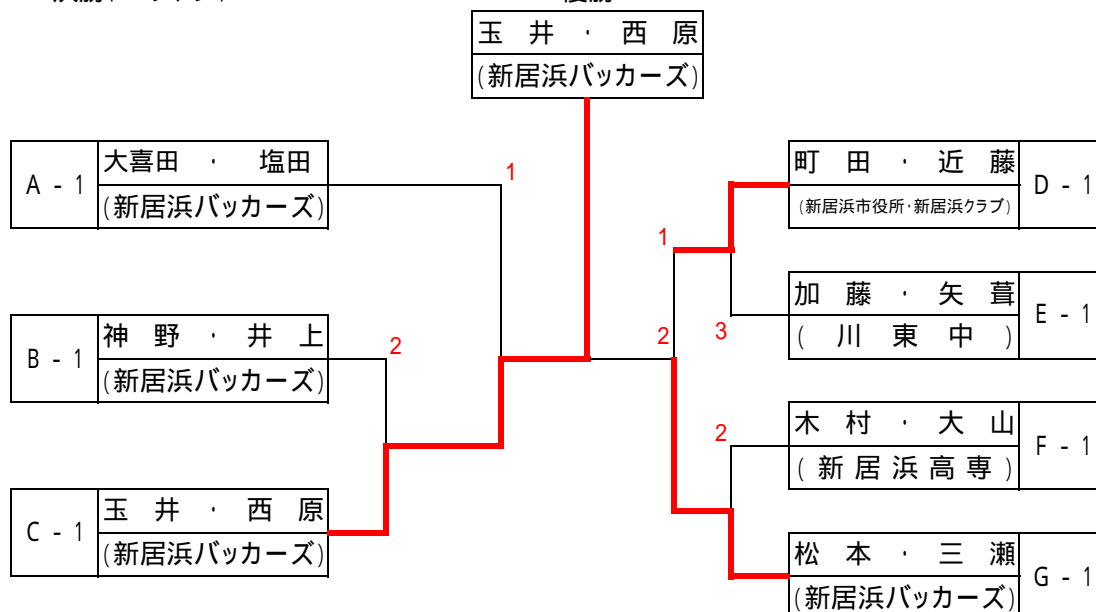 玉井・西原
(新居浜バッカーズ)
A - 1
大喜田 ・ 塩田
(新居浜バッカーズ)
1
B - 1
神野・井上
(新居浜バッカーズ)
2
C - 1
玉井・西原
(新居浜バッカーズ)
町田・近藤
(新居浜市役所・新居浜クラブ)
D - 1
1
加藤・矢葺
(川東中)
E - 1
3
2
木村・大山
(新居浜高専)
F - 1
2
松本・三瀬
(新居浜バッカーズ)
G - 1